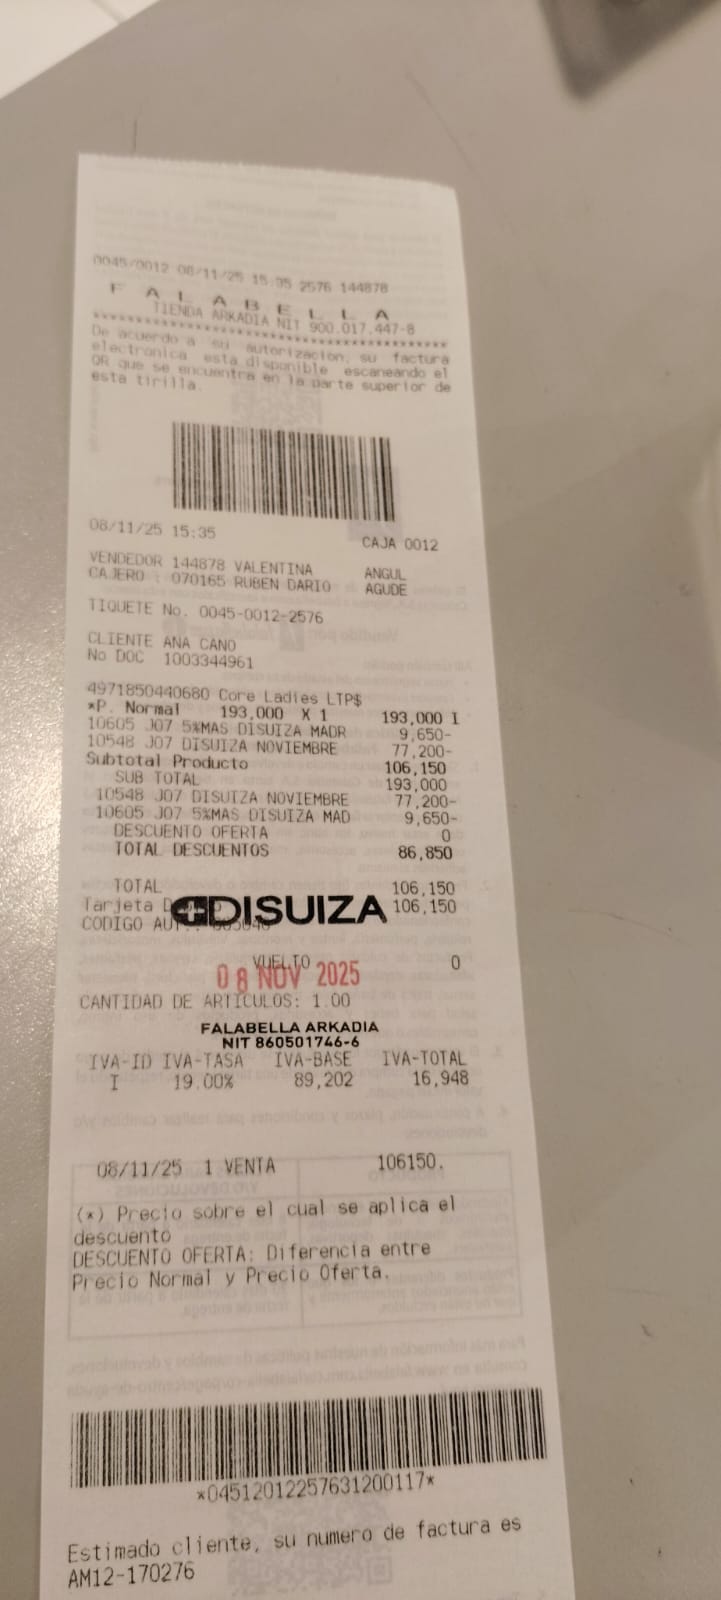 0045/0012 08/11/25 15:35 2576 144878
F A L A B E L L A
TIENDA ARKADIA NIT 900.017.447-8
****************************************
De acuerdo a su autorizacion, su factura
electronica esta disponible escaneando el
QR que se encuentra en la parte superior de
esta tirilla.
08/11/25 15:35 CAJA 0012
VENDEDOR 144878 VALENTINA ANGUL
CAJERO : 070165 RUBEN DARIO AGUDE
TIQUETE No. 0045-0012-2576
CLIENTE ANA CANO
No DOC 1003344961
4971850440680 Core Ladies LTP$
*P. Normal 193,000 X 1 193,000 I
10605 J07 5%MAS DISUIZA MADR 9,650-
10548 J07 DISUIZA NOVIEMBRE 77,200-
Subtotal Producto 106,150
SUB TOTAL 193,000
10548 J07 DISUIZA NOVIEMBRE 77,200-
10605 J07 5%MAS DISUIZA MAD 9,650-
DESCUENTO OFERTA 0
TOTAL DESCUENTOS 86,850
TOTAL 106,150
Tarjeta 106,150
DISUIZA
CODIGO
VUELTO 0
08 NOV 2025
CANTIDAD DE ARTICULOS: 1.00
FALABELLA ARKADIA
NIT 860501746-6
IVA-ID IVA-TASA IVA-BASE IVA-TOTAL
I 19.00% 89,202 16,948
08/11/25 1 VENTA 106150.
(*) Precio sobre el cual se aplica el
descuento
DESCUENTO OFERTA: Diferencia entre
Precio Normal y Precio Oferta.
*04512012257631200117*
Estimado cliente, su numero de factura es
AM12-170276